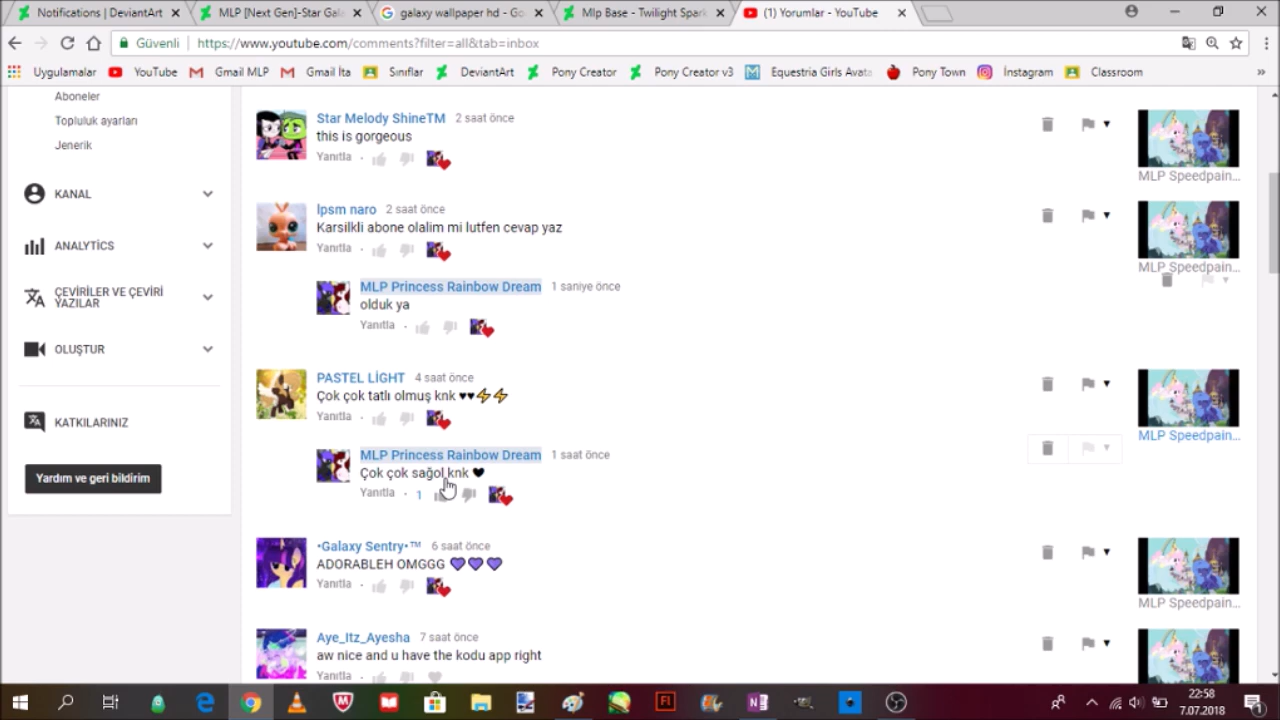 Notifications | DeviantArt
MLP [Next Gen]-Star Gala
galaxy wallpaper hd - Go
Mlp Base - Twilight Spark
(1) Yorumlar - YouTube
Güvenli
https://www.youtube.com/comments?filter=all&tab=inbox
Uygulamalar
YouTube
Gmail MLP
Gmail İta
Sınıflar
DeviantArt
Pony Creator
Pony Creator v3
Equestria Girls Avata
Pony Town
İnstagram
Classroom
»
Aboneler
Topluluk ayarları
Jenerik
KANAL
ANALYTİCS
ÇEVİRİLER VE ÇEVİRİ
YAZILAR
OLUŞTUR
KATKILARINIZ
Yardım ve geri bildirim
Star Melody ShineTM 2 saat önce
this is gorgeous
Yanıtla ·
MLP Speedpain...
İpsm naro 2 saat önce
Karsilkli abone olalim mi lutfen cevap yaz
Yanıtla ·
MLP Speedpain...
MLP Princess Rainbow Dream 1 saniye önce
olduk ya
Yanıtla ·
PASTEL LİGHT 4 saat önce
Çok çok tatlı olmuş knk ♥♥⚡⚡
Yanıtla ·
MLP Speedpain...
MLP Princess Rainbow Dream 1 saat önce
Çok çok sağol knk 🖤
Yanıtla · 1
•Galaxy Sentry•™ 6 saat önce
ADORABLEH OMGGG 💜💜💜
Yanıtla ·
MLP Speedpain...
Aye_Itz_Ayesha 7 saat önce
aw nice and u have the kodu app right
Yanıtla ·
22:58
7.07.2018